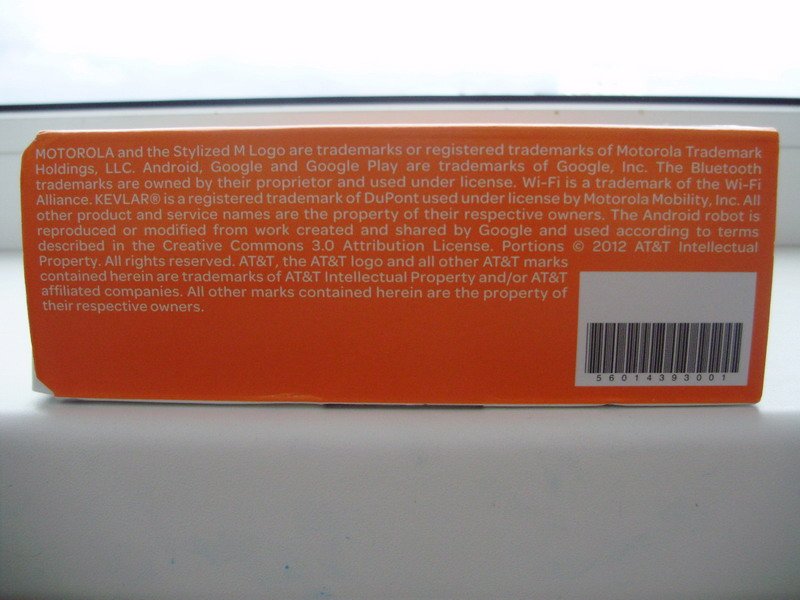 MOTOROLA and the Stylized M Logo are trademarks or registered trademarks of Motorola Trademark
Holdings, LLC. Android, Google and Google Play are trademarks of Google, Inc. The Bluetooth
trademarks are owned by their proprietor and used under license. Wi-Fi is a trademark of the Wi-Fi
Alliance. KEVLAR® is a registered trademark of DuPont used under license by Motorola Mobility, Inc. All
other product and service names are the property of their respective owners. The Android robot is
reproduced or modified from work created and shared by Google and used according to terms
described in the Creative Commons 3.0 Attribution License. Portions © 2012 AT&T Intellectual
Property. All rights reserved. AT&T, the AT&T logo and all other AT&T marks
contained herein are trademarks of AT&T Intellectual Property and/or AT&T
affiliated companies. All other marks contained herein are the property of
their respective owners.
56014393001